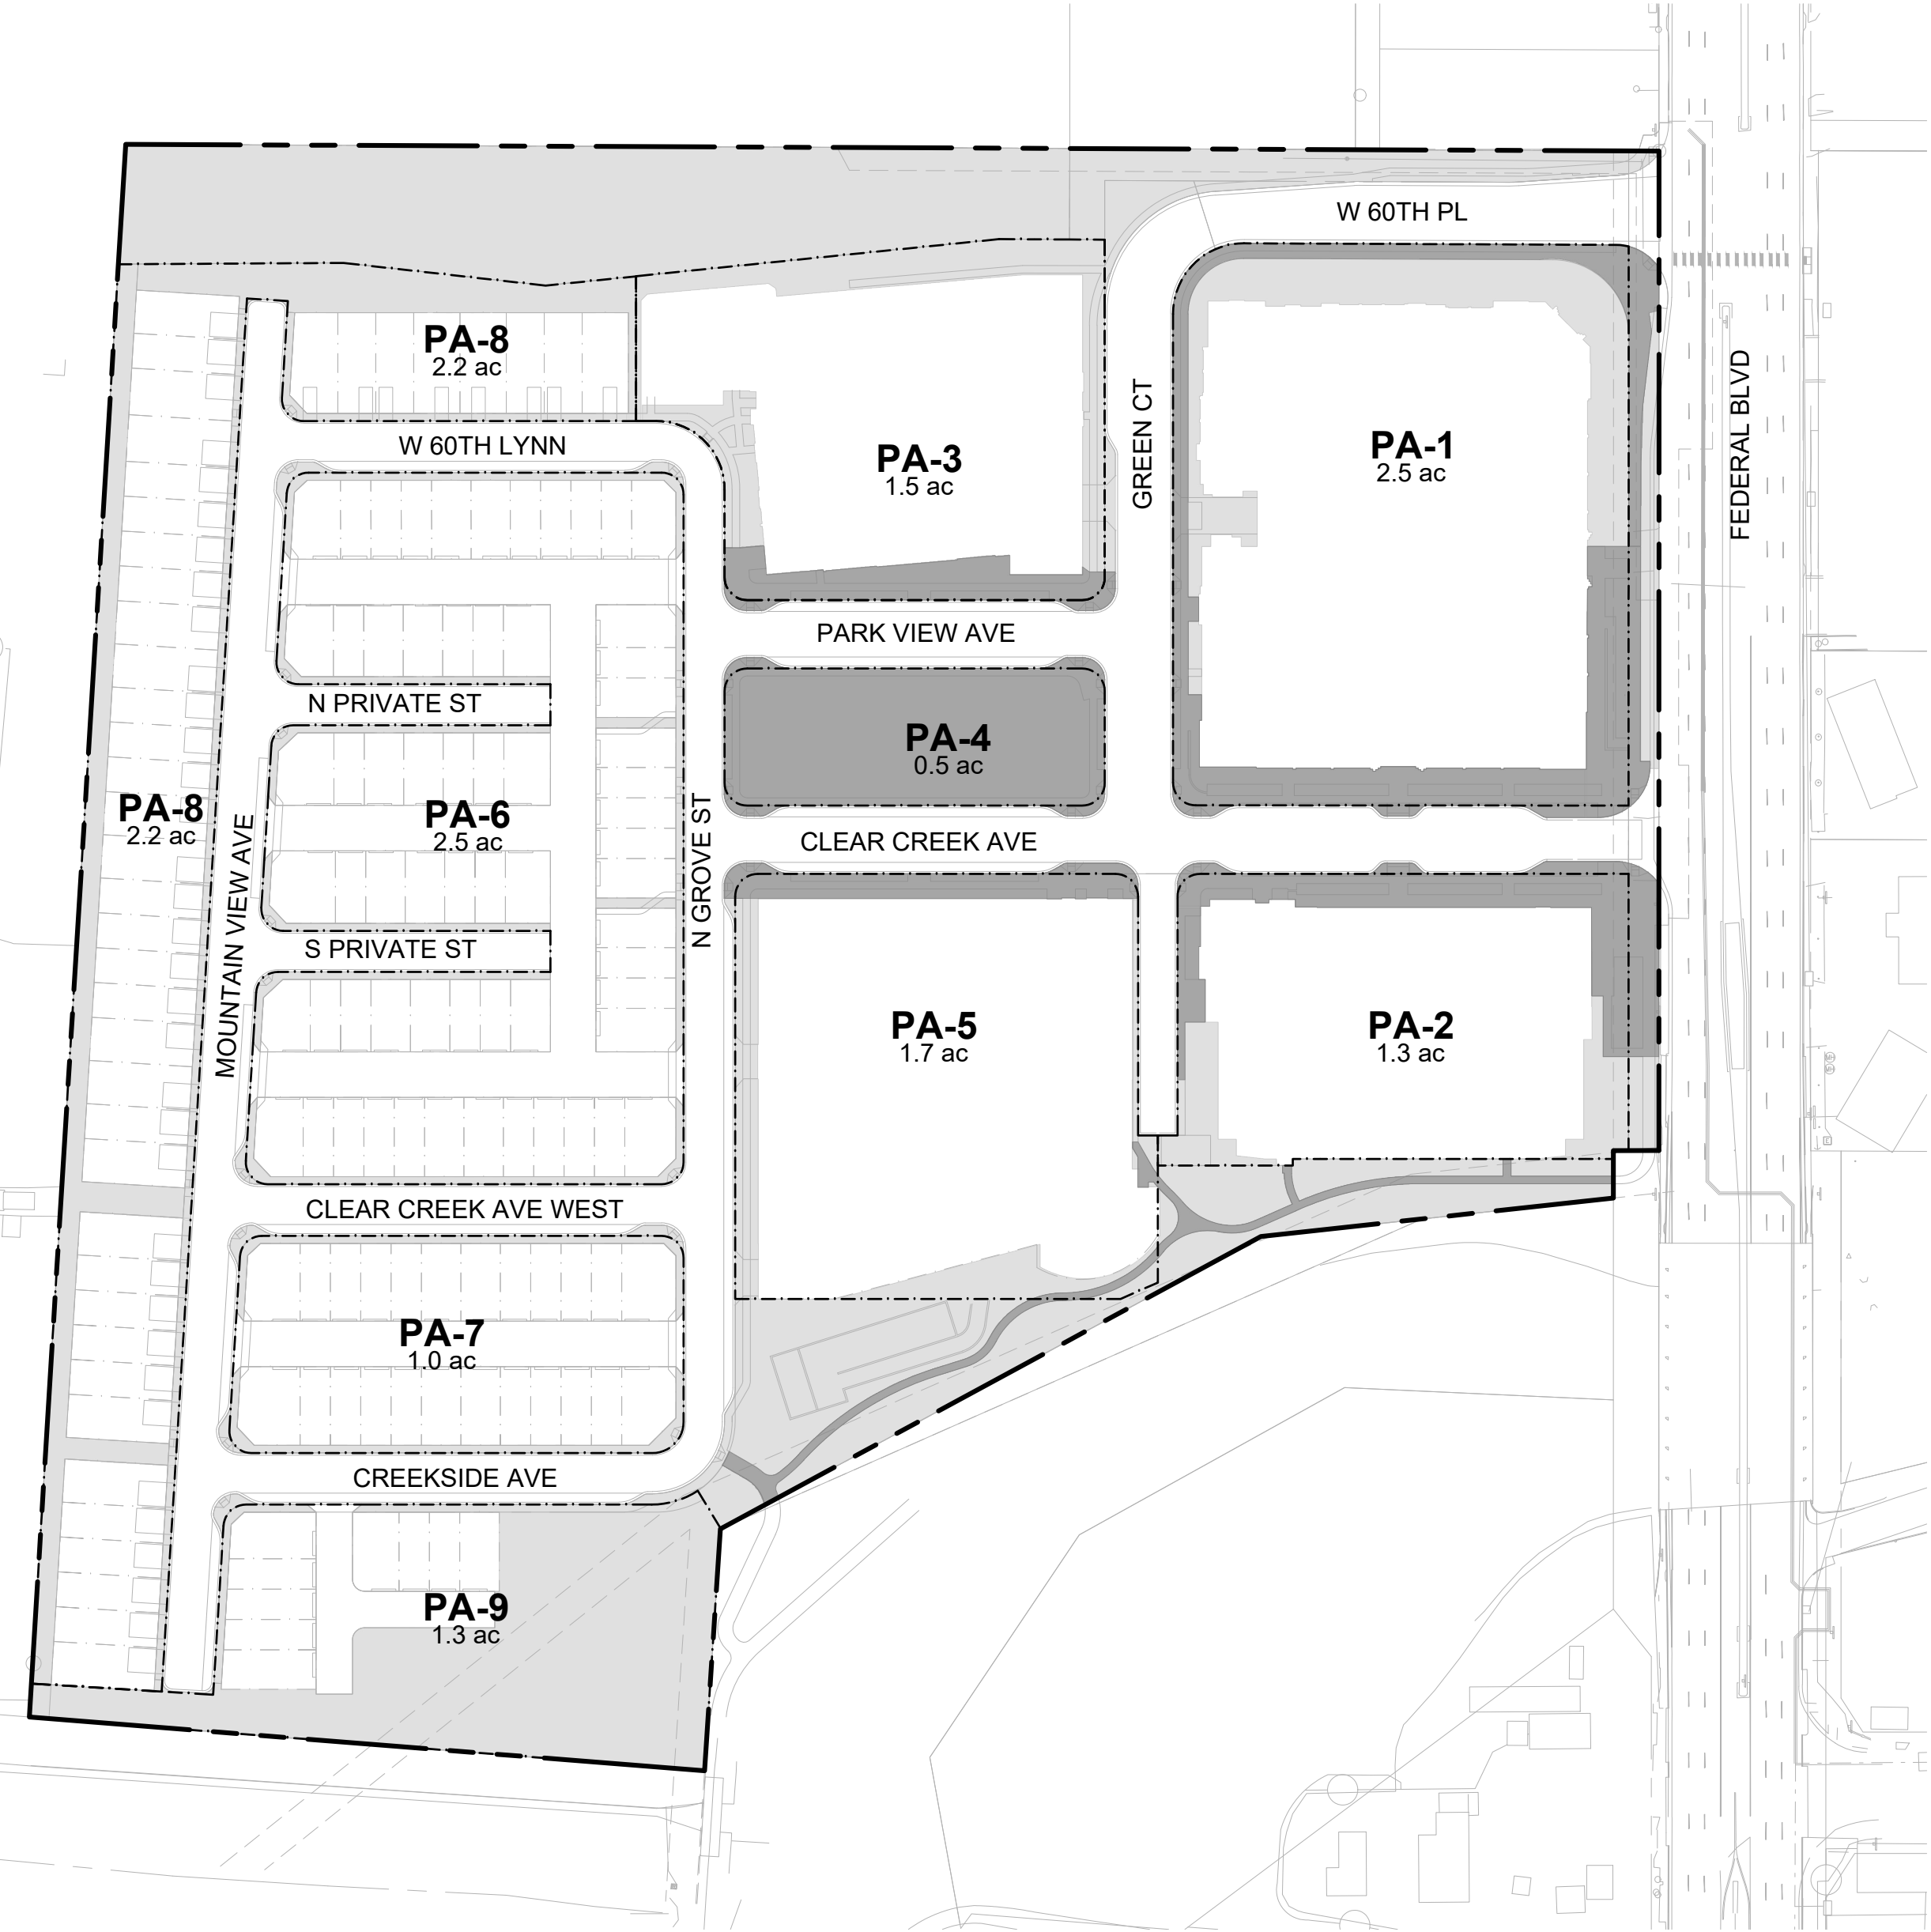 W 60TH PL
PA-8
2.2 ac
W 60TH LYNN
PA-3
1.5 ac
GREEN CT
PA-1
2.5 ac
FEDERAL BLVD
PARK VIEW AVE
N PRIVATE ST
PA-4
0.5 ac
PA-8
2.2 ac
PA-6
2.5 ac
CLEAR CREEK AVE
MOUNTAIN VIEW AVE
N GROVE ST
S PRIVATE ST
PA-5
1.7 ac
PA-2
1.3 ac
CLEAR CREEK AVE WEST
PA-7
1.0 ac
CREEKSIDE AVE
PA-9
1.3 ac